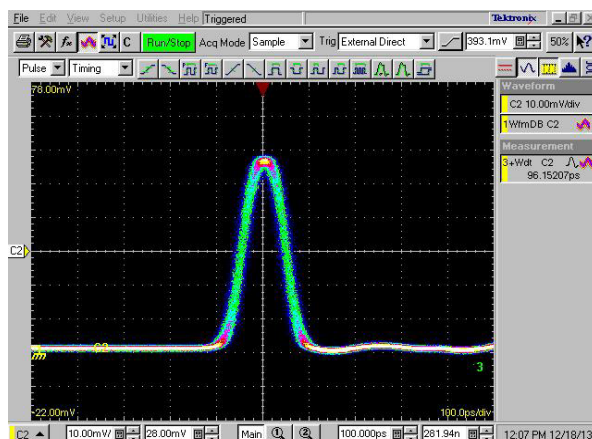 File Edit View Setup Utilities Help Triggered Tektronix
C Run/Stop Acq Mode Sample Trig External Direct 393.1mV 50%
Pulse Timing
78.00mV
Waveform
C2 10.00mV/div
1WfmDB C2
Measurement
3+Wdt C2
96.15207ps
C2
C2
3
-22.00mV 100.0ps/div
C2 10.00mV/ 28.00mV Main 1 2 100.000ps 281.94n 12:07 PM 12/18/13